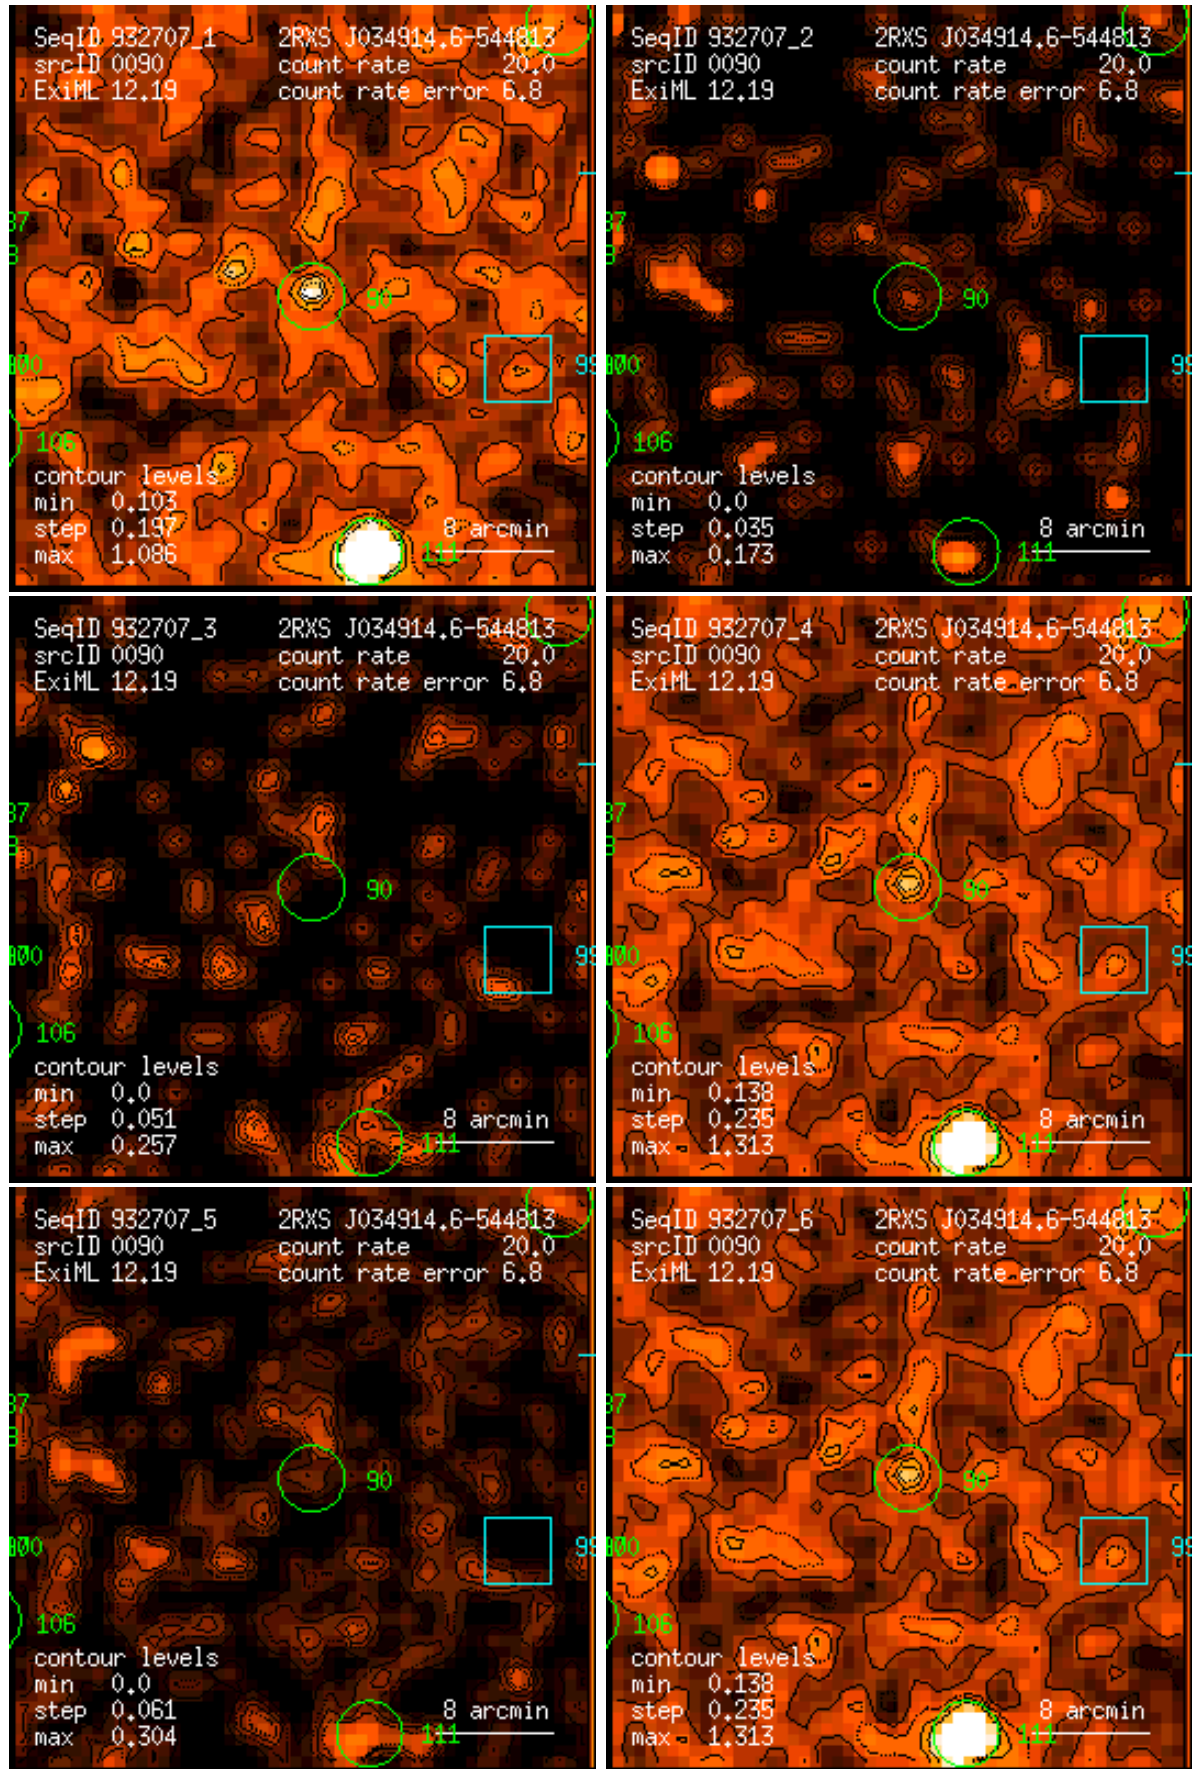 SeqID 932707_1 2RXS J034914.6-544813
srcID 0090 count rate 20.0
ExiML 12.19 count rate error 6.8
90
106
contour levels
min 0.103
step 0.197 8 arcmin
max 1.086 111
SeqID 932707_2 2RXS J034914.6-544813
srcID 0090 count rate 20.0
ExiML 12.19 count rate error 6.8
90
106
contour levels
min 0.0
step 0.035 8 arcmin
max 0.173 111
SeqID 932707_3 2RXS J034914.6-544813
srcID 0090 count rate 20.0
ExiML 12.19 count rate error 6.8
90
106
contour levels
min 0.0
step 0.051 8 arcmin
max 0.257 111
SeqID 932707_4 2RXS J034914.6-544813
srcID 0090 count rate 20.0
ExiML 12.19 count rate error 6.8
90
106
contour levels
min 0.138
step 0.235 8 arcmin
max 1.313 111
SeqID 932707_5 2RXS J034914.6-544813
srcID 0090 count rate 20.0
ExiML 12.19 count rate error 6.8
90
106
contour levels
min 0.0
step 0.061 8 arcmin
max 0.304 111
SeqID 932707_6 2RXS J034914.6-544813
srcID 0090 count rate 20.0
ExiML 12.19 count rate error 6.8
90
106
contour levels
min 0.138
step 0.235 8 arcmin
max 1.313 111